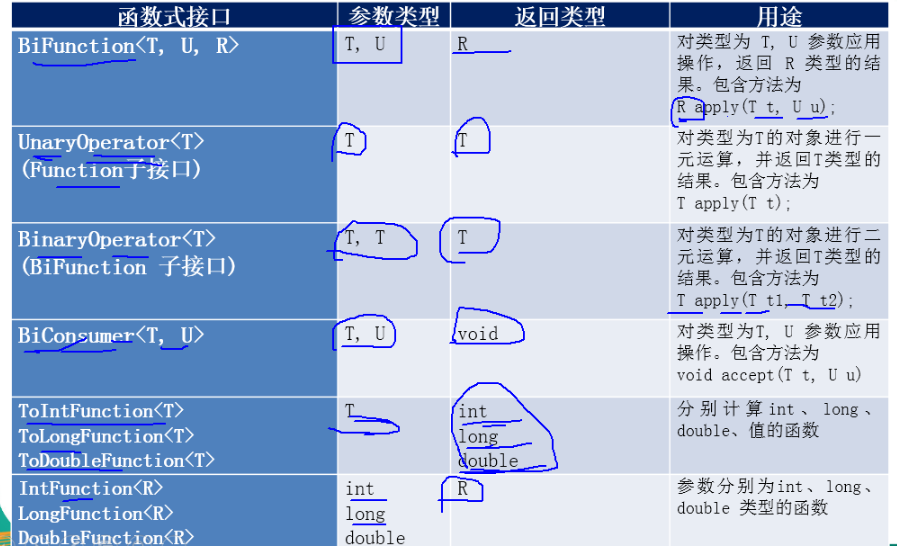 函数式接口 参数类型 返回类型 用途
BiFunction<T, U, R> T, U R 对类型为 T, U 参数应用
操作，返回 R 类型的结
果。包含方法为
R apply(T t, U u);
UnaryOperator<T> T T 对类型为T的对象进行一
(Function子接口) 元运算，并返回T类型的
结果。包含方法为
T apply(T t);
BinaryOperator<T> T, T T 对类型为T的对象进行二
(BiFunction 子接口) 元运算，并返回T类型的
结果。包含方法为
T apply(T t1, T t2);
BiConsumer<T, U> T, U void 对类型为T, U 参数应用
操作。包含方法为
void accept(T t, U u)
ToIntFunction<T> T int 分别计算int、long、
ToLongFunction<T> long double、值的函数
ToDoubleFunction<T> double
IntFunction<R> int R 参数分别为int、long、
LongFunction<R> long double 类型的函数
DoubleFunction<R> double